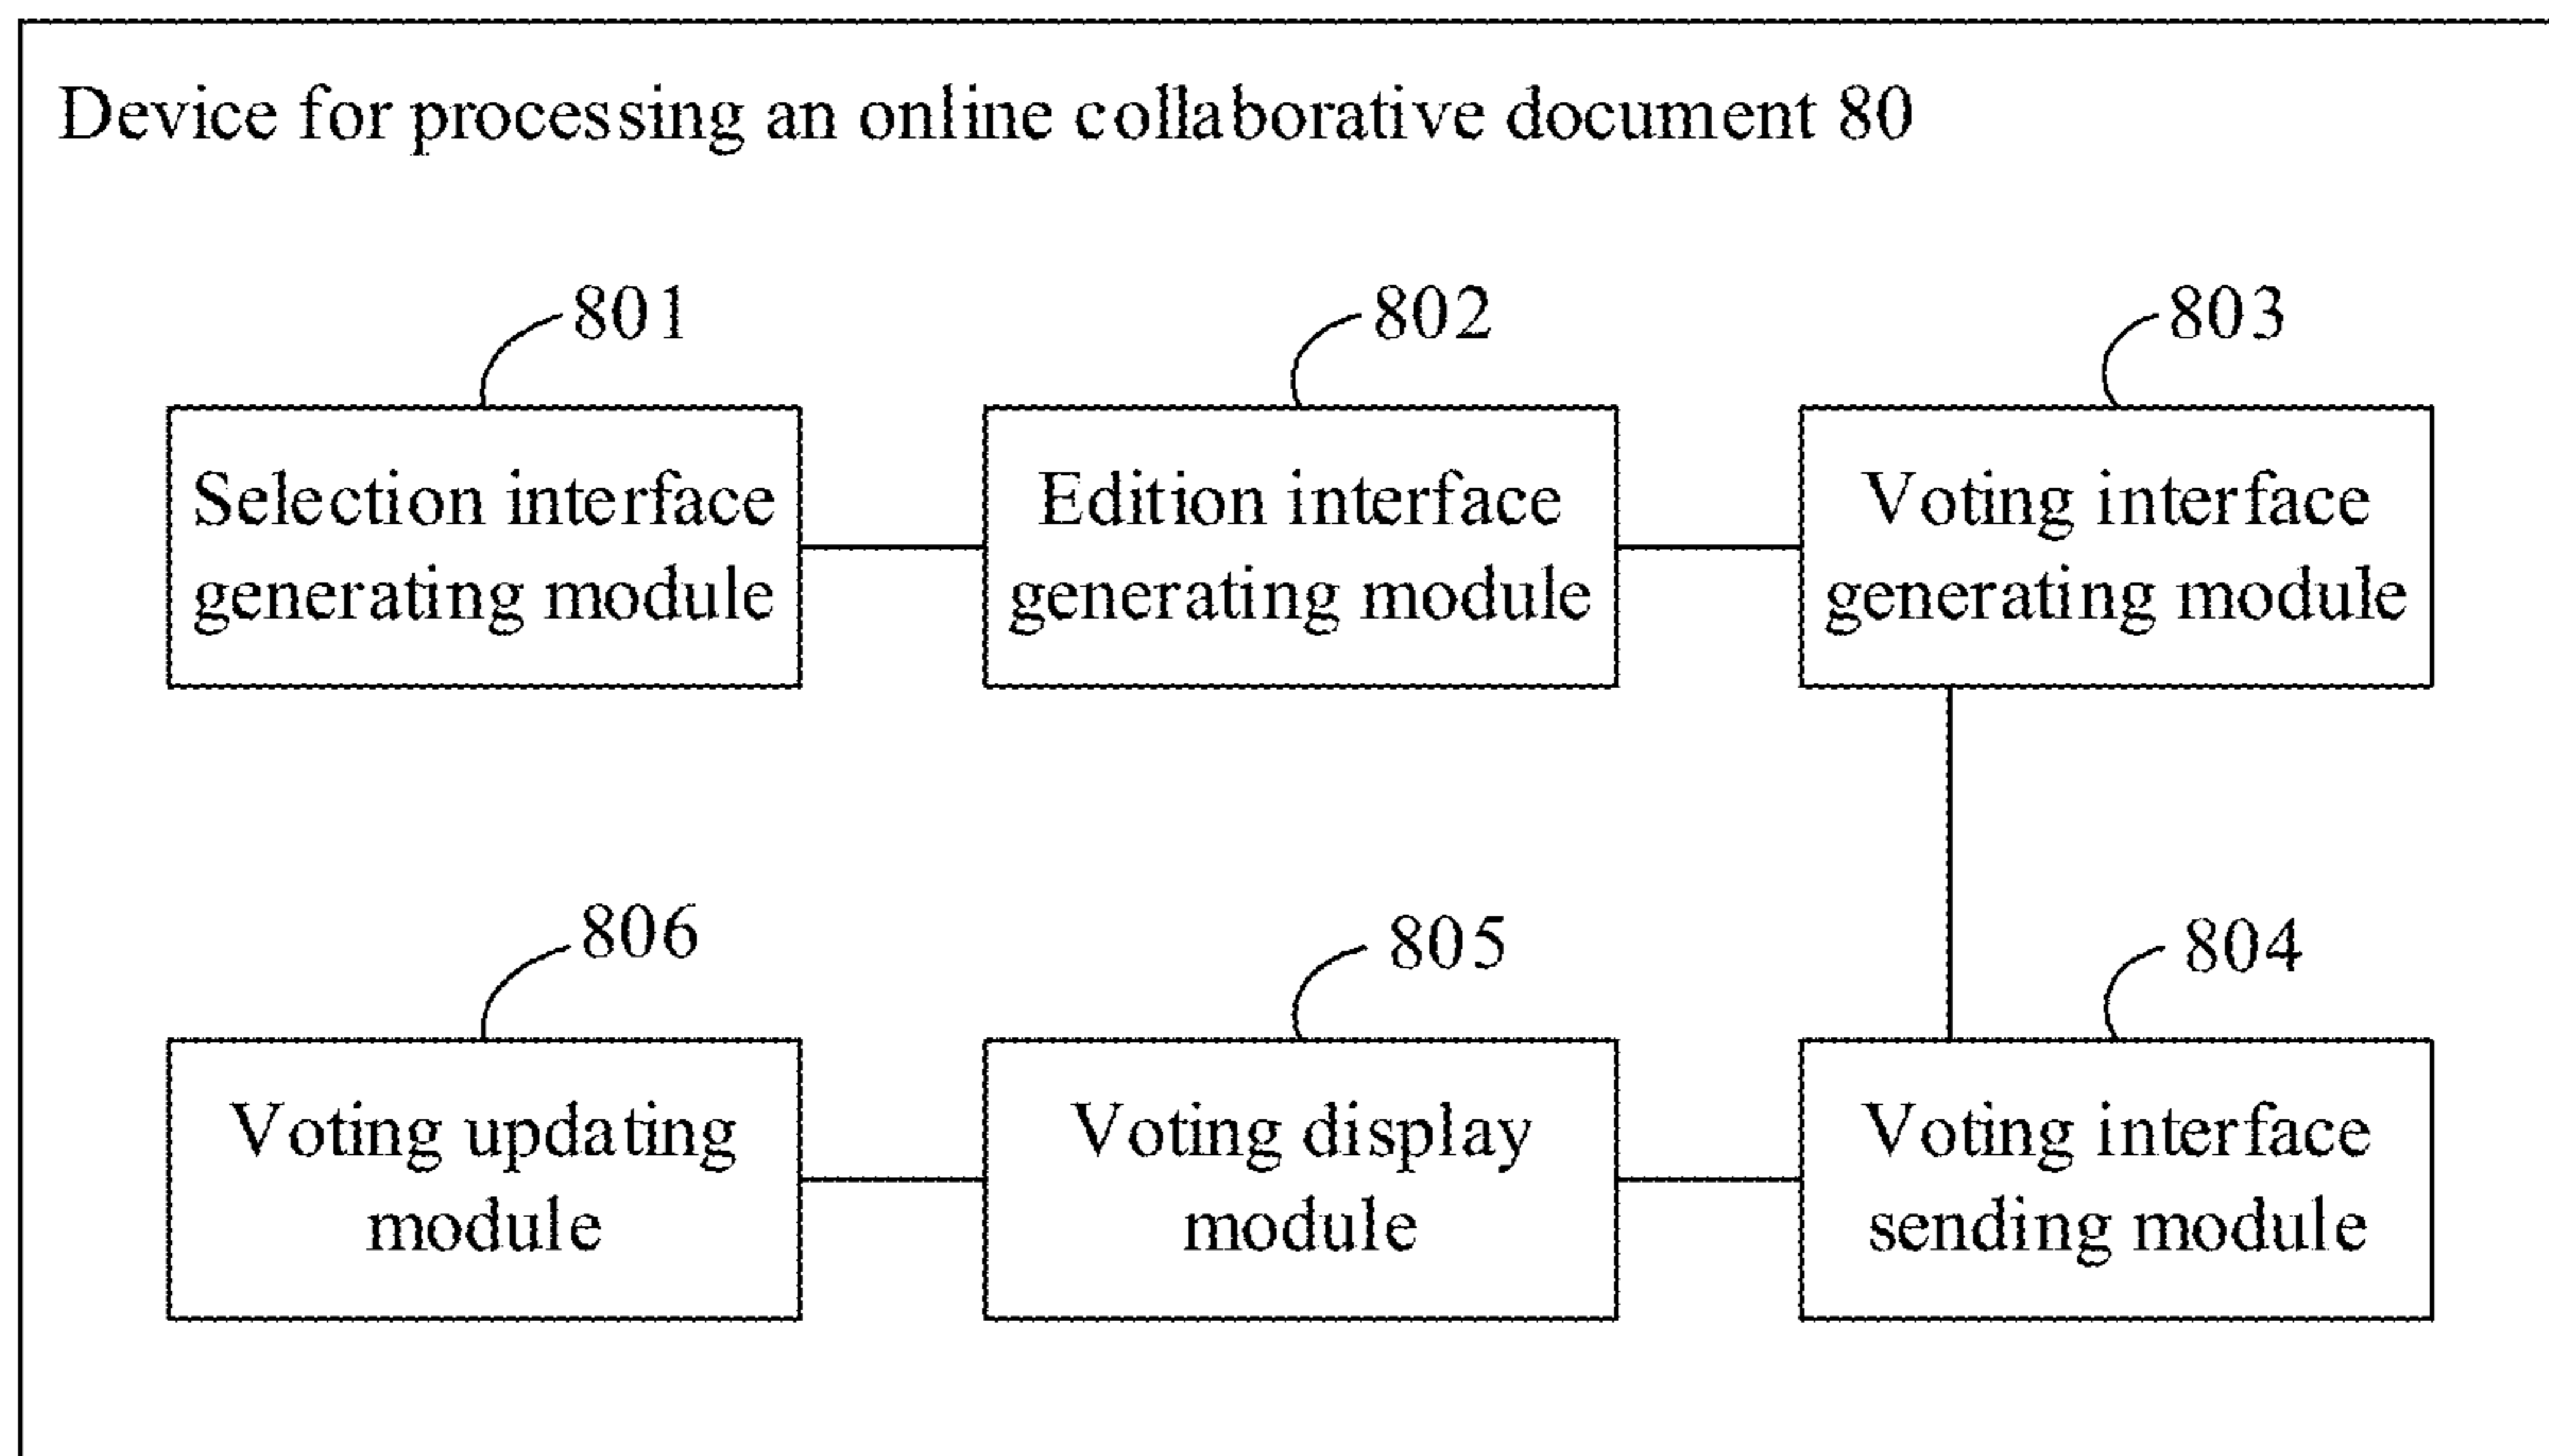 Device for processing an online collaborative document 80
801
802
803
Selection interface
generating module
Edition interface
generating module
Voting interface
generating module
806
805
804
Voting updating
module
Voting display
module
Voting interface
sending module